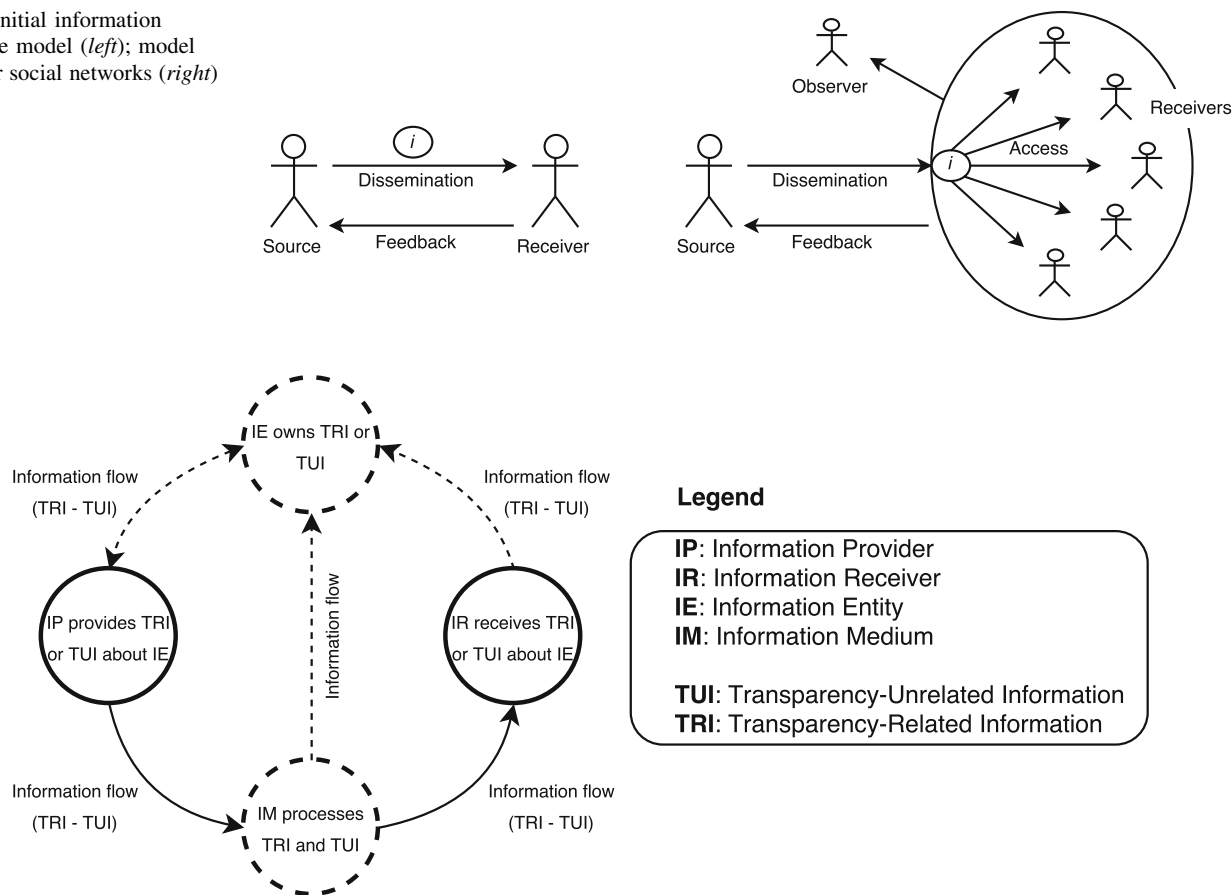 nitial information
e model (left); model
r social networks (right)
i
Dissemination
Feedback
Source
Receiver
Observer
Receivers
Access
i
Dissemination
Feedback
Source
IE owns TRI or
TUI
Information flow
(TRI - TUI)
Information flow
(TRI - TUI)
Information flow
IP provides TRI
or TUI about IE
IR receives TRI
or TUI about IE
Information flow
(TRI - TUI)
IM processes
TRI and TUI
Information flow
(TRI - TUI)
Legend
IP: Information Provider
IR: Information Receiver
IE: Information Entity
IM: Information Medium
TUI: Transparency-Unrelated Information
TRI: Transparency-Related Information